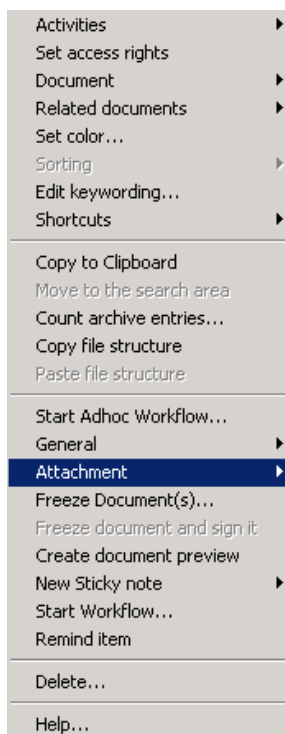 Activities
Set access rights
Document
Related documents
Set color...
Sorting
Edit keywording...
Shortcuts
Copy to Clipboard
Move to the search area
Count archive entries...
Copy file structure
Paste file structure
Start Adhoc Workflow...
General
Attachment
Freeze Document(s)...
Freeze document and sign it
Create document preview
New Sticky note
Start Workflow...
Remind item
Delete...
Help...